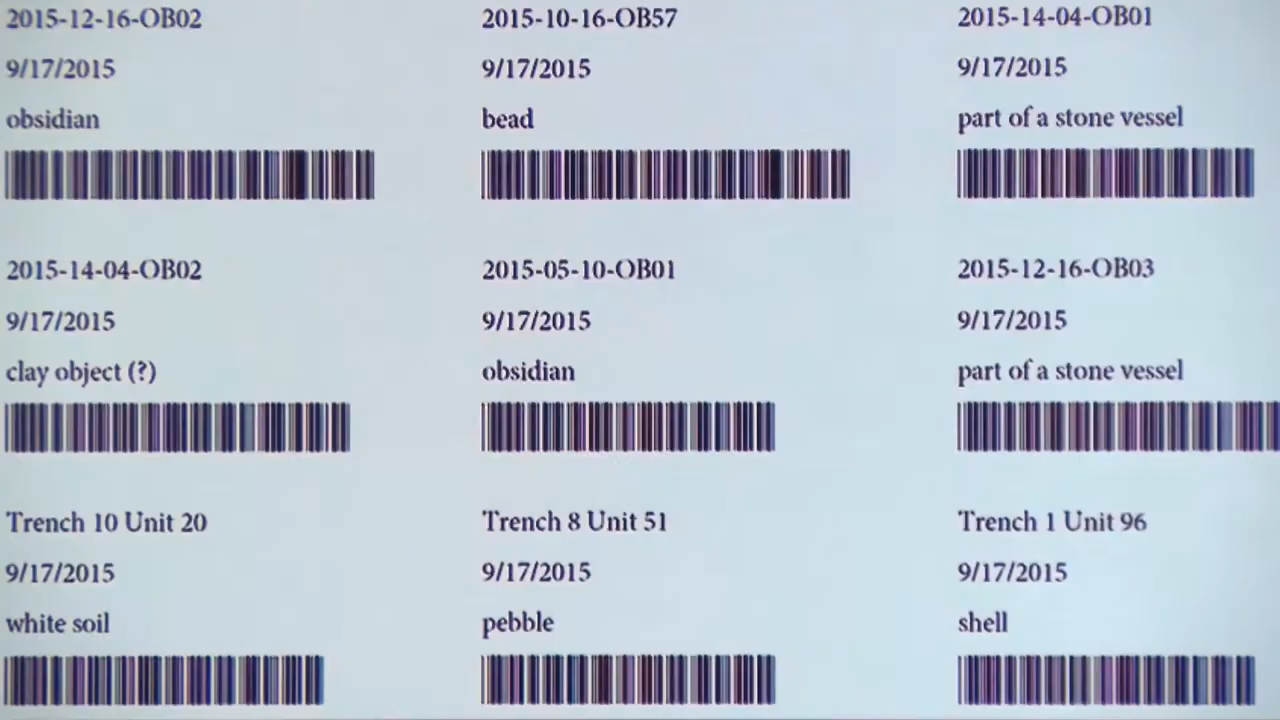 2015-12-16-OB02
9/17/2015
obsidian
2015-10-16-OB57
9/17/2015
bead
2015-14-04-OB01
9/17/2015
part of a stone vessel
2015-14-04-OB02
9/17/2015
clay object (?)
2015-05-10-OB01
9/17/2015
obsidian
2015-12-16-OB03
9/17/2015
part of a stone vessel
Trench 10 Unit 20
9/17/2015
white soil
Trench 8 Unit 51
9/17/2015
pebble
Trench 1 Unit 96
9/17/2015
shell